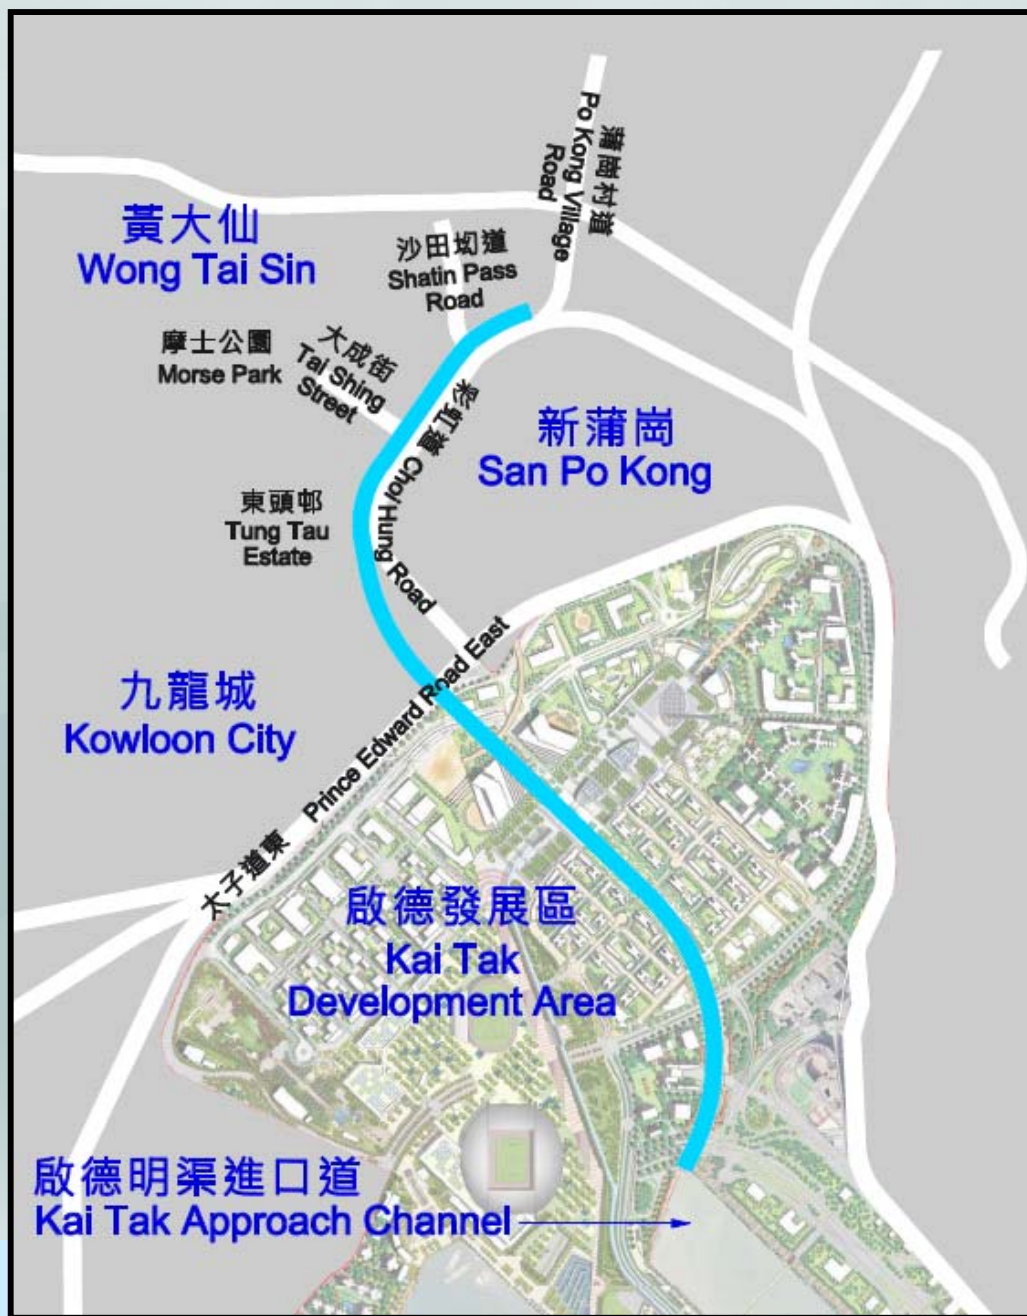 蒲崗村道
Po Kong Village
Road
黃大仙
Wong Tai Sin
沙田坳道
Shatin Pass
Road
摩士公園
Morse Park
大成街
Tai Shing
Street
彩虹道 Choi Hung Road
新蒲崗
San Po Kong
東頭邨
Tung Tau
Estate
九龍城
Kowloon City
太子道東 Prince Edward Road East
啟德發展區
Kai Tak
Development Area
啟德明渠進口道
Kai Tak Approach Channel